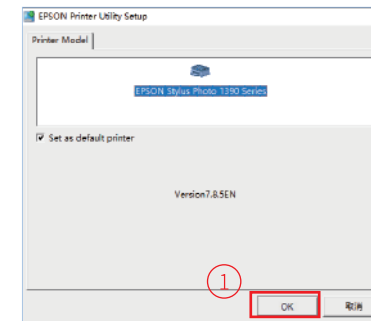 EPSON Printer Utility Setup
Printer Model
EPSON Stylus Photo 1390 Series
Set as default printer
Version7.8.5EN
1
OK
取消